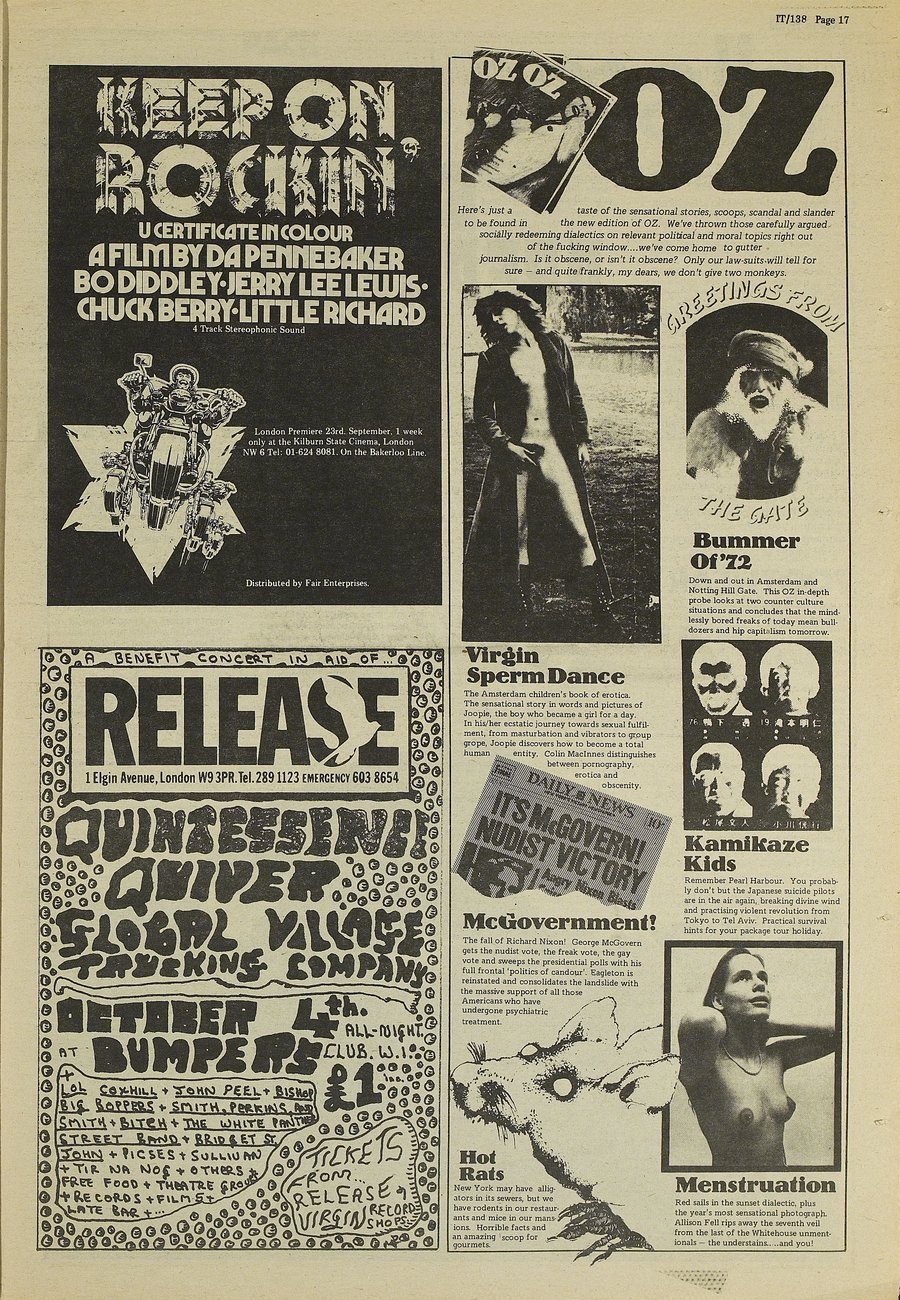 IT/138 Page 17
KEEP ON
ROCKIN'
U CERTIFICATE IN COLOUR
A FILM BY DA PENNEBAKER
BO DIDDLEY·JERRY LEE LEWIS·
CHUCK BERRY·LITTLE RICHARD
4 Track Stereophonic Sound
London Premiere 23rd. September, 1 week
only at the Kilburn State Cinema, London
NW 6 Tel: 01-624 8081. On the Bakerloo Line.
Distributed by Fair Enterprises.
A BENEFIT CONCERT IN AID OF...
RELEASE
1 Elgin Avenue, London W9 3PR.Tel. 289 1123 EMERGENCY 603 8654
QUINTESSENCE
QUIVER
GLOBAL VILLAGE
TRUCKING COMPANY
OCTOBER 4th.
ALL-NIGHT.
AT BUMPERS CLUB. W.1.
£1
+
LOL COXHILL + JOHN PEEL + BISHOP
BIG BOPPERS + SMITH, PERKINS, AND
SMITH + BITCH + THE WHITE PANTHER
STREET BAND + BRIDGET ST.
JOHN + PICSES + SULLIVAN
+ TIR NA NOG + OTHERS +
FREE FOOD + THEATRE GROUP
+ RECORDS + FILMS +
LATE BAR +...
TICKETS
FROM...
RELEASE &
VIRGIN RECORD
SHOPS
OZ OZ
OZ
Here's just a taste of the sensational stories, scoops, scandal and slander
to be found in the new edition of OZ. We've thrown those carefully argued
socially redeeming dialectics on relevant political and moral topics right out
of the fucking window....we've come home to gutter
journalism. Is it obscene, or isn't it obscene? Only our law-suits will tell for
sure — and quite frankly, my dears, we don't give two monkeys.
GREETINGS FROM
THE GATE
Bummer
Of '72
Down and out in Amsterdam and
Notting Hill Gate. This OZ in-depth
probe looks at two counter culture
situations and concludes that the mind-
lessly bored freaks of today mean bull-
dozers and hip capitalism tomorrow.
Virgin
Sperm Dance
The Amsterdam children's book of erotica.
The sensational story in words and pictures of
Joopie, the boy who became a girl for a day.
In his/her ecstatic journey towards sexual fulfil-
ment, from masturbation and vibrators to group
grope, Joopie discovers how to become a total
human entity. Colin MacInnes distinguishes
between pornography,
erotica and
obscenity.
DAILY NEWS
10¢
IT'S McGOVERN!
NUDIST VICTORY
Angry Nixon Blasts
McGovernment!
The fall of Richard Nixon! George McGovern
gets the nudist vote, the freak vote, the gay
vote and sweeps the presidential polls with his
full frontal 'politics of candour'. Eagleton is
reinstated and consolidates the landslide with
the massive support of all those
Americans who have
undergone psychiatric
treatment.
Kamikaze
Kids
Remember Pearl Harbour. You probab-
ly don't but the Japanese suicide pilots
are in the air again, breaking divine wind
and practising violent revolution from
Tokyo to Tel Aviv. Practical survival
hints for your package tour holiday.
Hot
Rats
New York may have allig-
ators in its sewers, but we
have rodents in our restaur-
ants and mice in our mans-
ions. Horrible facts and
an amazing scoop for
gourmets.
Menstruation
Red sails in the sunset dialectic, plus
the year's most sensational photograph.
Allison Fell rips away the seventh veil
from the last of the Whitehouse unment-
ionals — the understains.....and you!